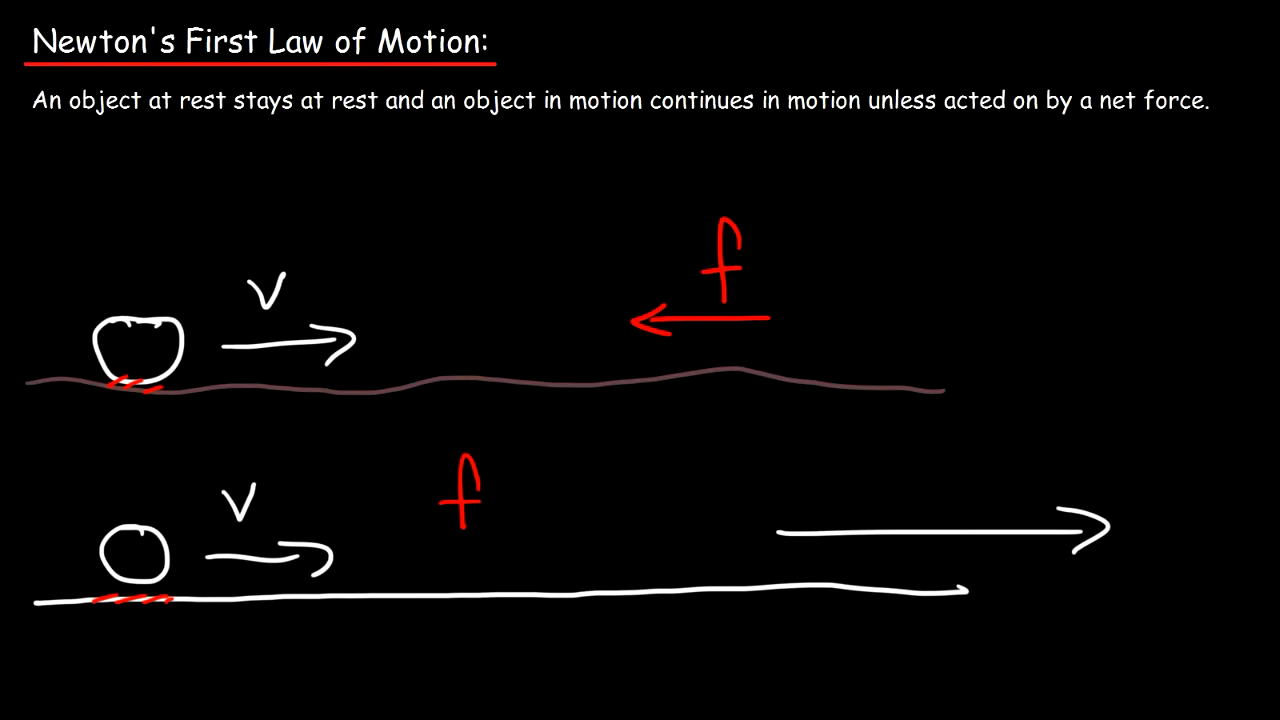 Newton's First Law of Motion:
An object at rest stays at rest and an object in motion continues in motion unless acted on by a net force.
f
v
f
v